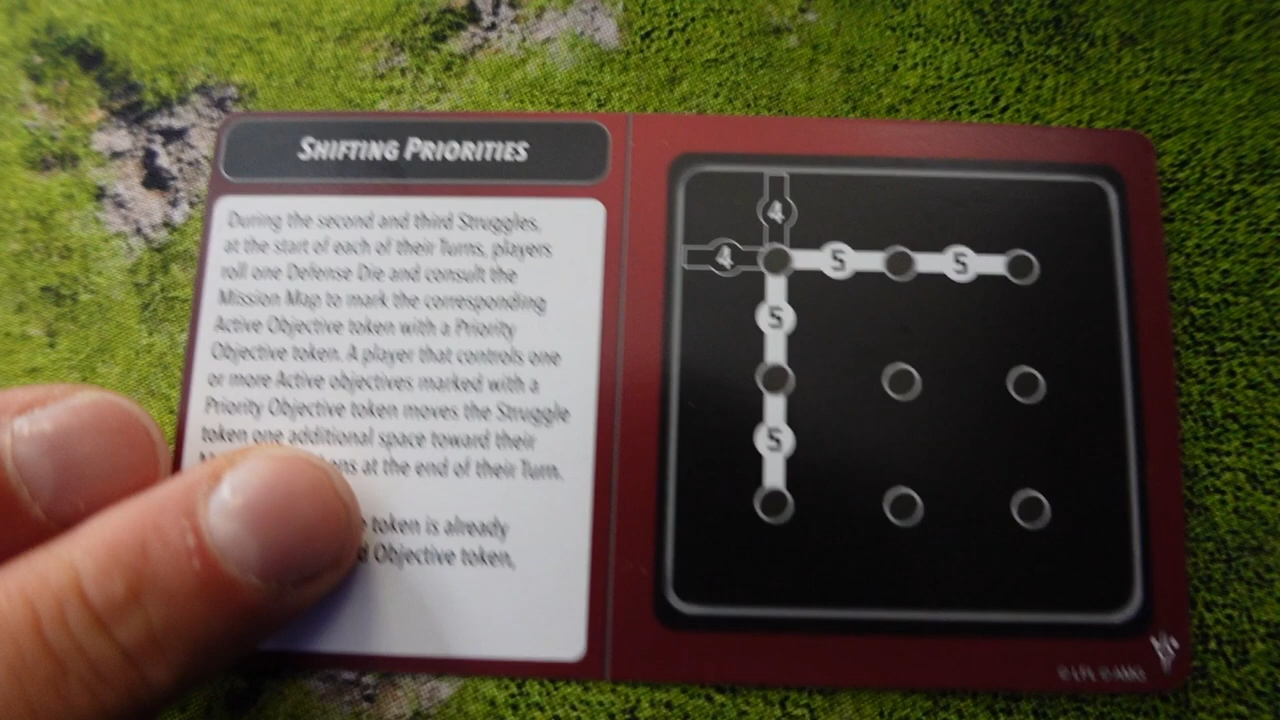 SHIFTING PRIORITIES
During the second and third Struggles,
at the start of each of their Turns, players
roll one Defense Die and consult the
Mission Map to mark the corresponding
Active Objective token with a Priority
Objective token. A player that controls one
or more Active objectives marked with a
Priority Objective token moves the Struggle
token one additional space toward their
at the end of their Turn.
token is already
Objective token,
4
4
5
5
5
5
©LFL ©AMG